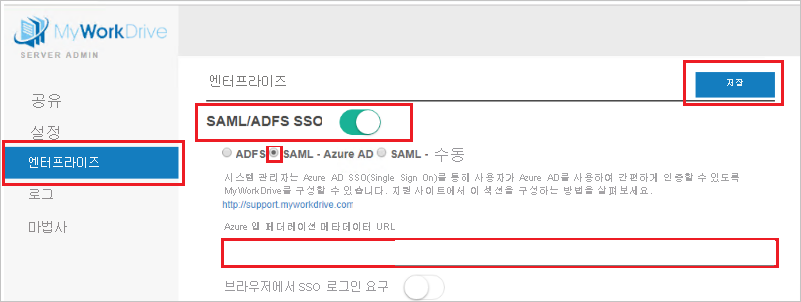 MyWorkDrive
SERVER ADMIN
공유
설정
엔터프라이즈
로그
마법사
엔터프라이즈
저장
SAML/ADFS SSO
ADFS SAML - Azure AD SAML - 수동
시스템 관리자는 Azure AD SSO(Single Sign On)를 통해 사용자가 Azure AD를 사용하여 간편하게 인증할 수 있도록
MyWorkDrive를 구성할 수 있습니다. 지원 사이트에서 이 섹션을 구성하는 방법을 살펴보세요.
http://support.myworkdrive.com
Azure 앱 페더레이션 메타데이터 URL
브라우저에서 SSO 로그인 요구